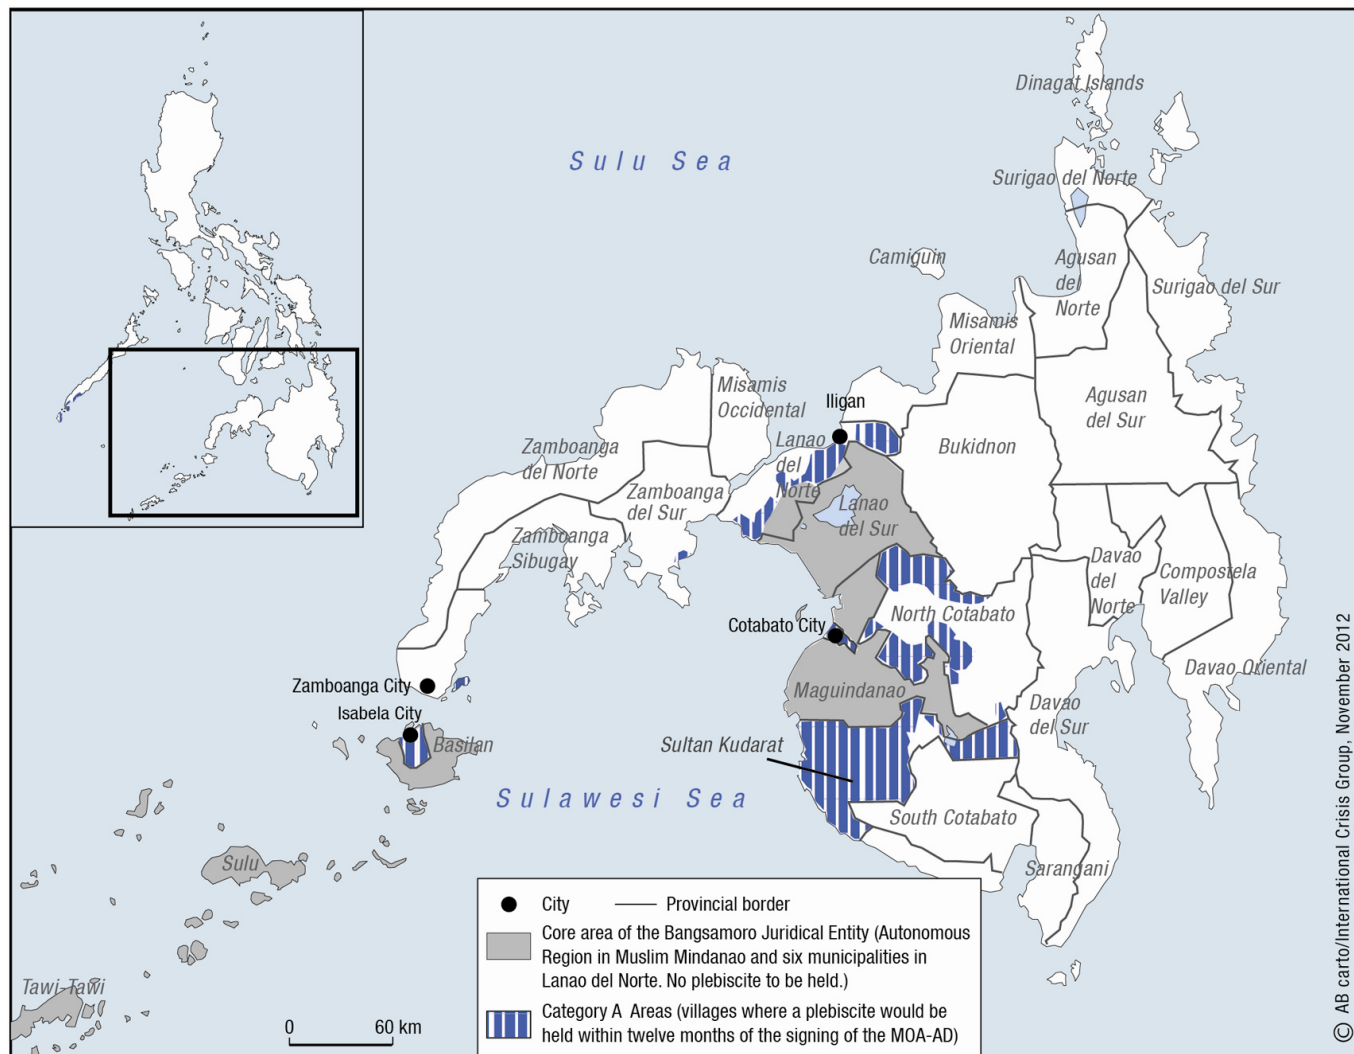 Dinagat Islands
Sulu Sea
Surigao del Norte
Camiguin
Agusan
del
Norte
Surigao del Sur
Misamis
Oriental
Misamis
Occidental
Iligan
Agusan
del Sur
Lanao
del
Norte
Bukidnon
Zamboanga
del Norte
Zamboanga
del Sur
Lanao
del Sur
Zamboanga
Sibugay
Davao
del
Norte
Compostela
Valley
North Cotabato
Cotabato City
Davao Oriental
Zamboanga City
Maguindanao
Isabela City
Davao
del Sur
Basilan
Sultan Kudarat
Sulawesi Sea
South Cotabato
Sulu
Sarangani
Tawi-Tawi
City
Provincial border
Core area of the Bangsamoro Juridical Entity (Autonomous
Region in Muslim Mindanao and six municipalities in
Lanao del Norte. No plebiscite to be held.)
Category A Areas (villages where a plebiscite would be
held within twelve months of the signing of the MOA-AD)
0 60 km
© AB carto/International Crisis Group, November 2012